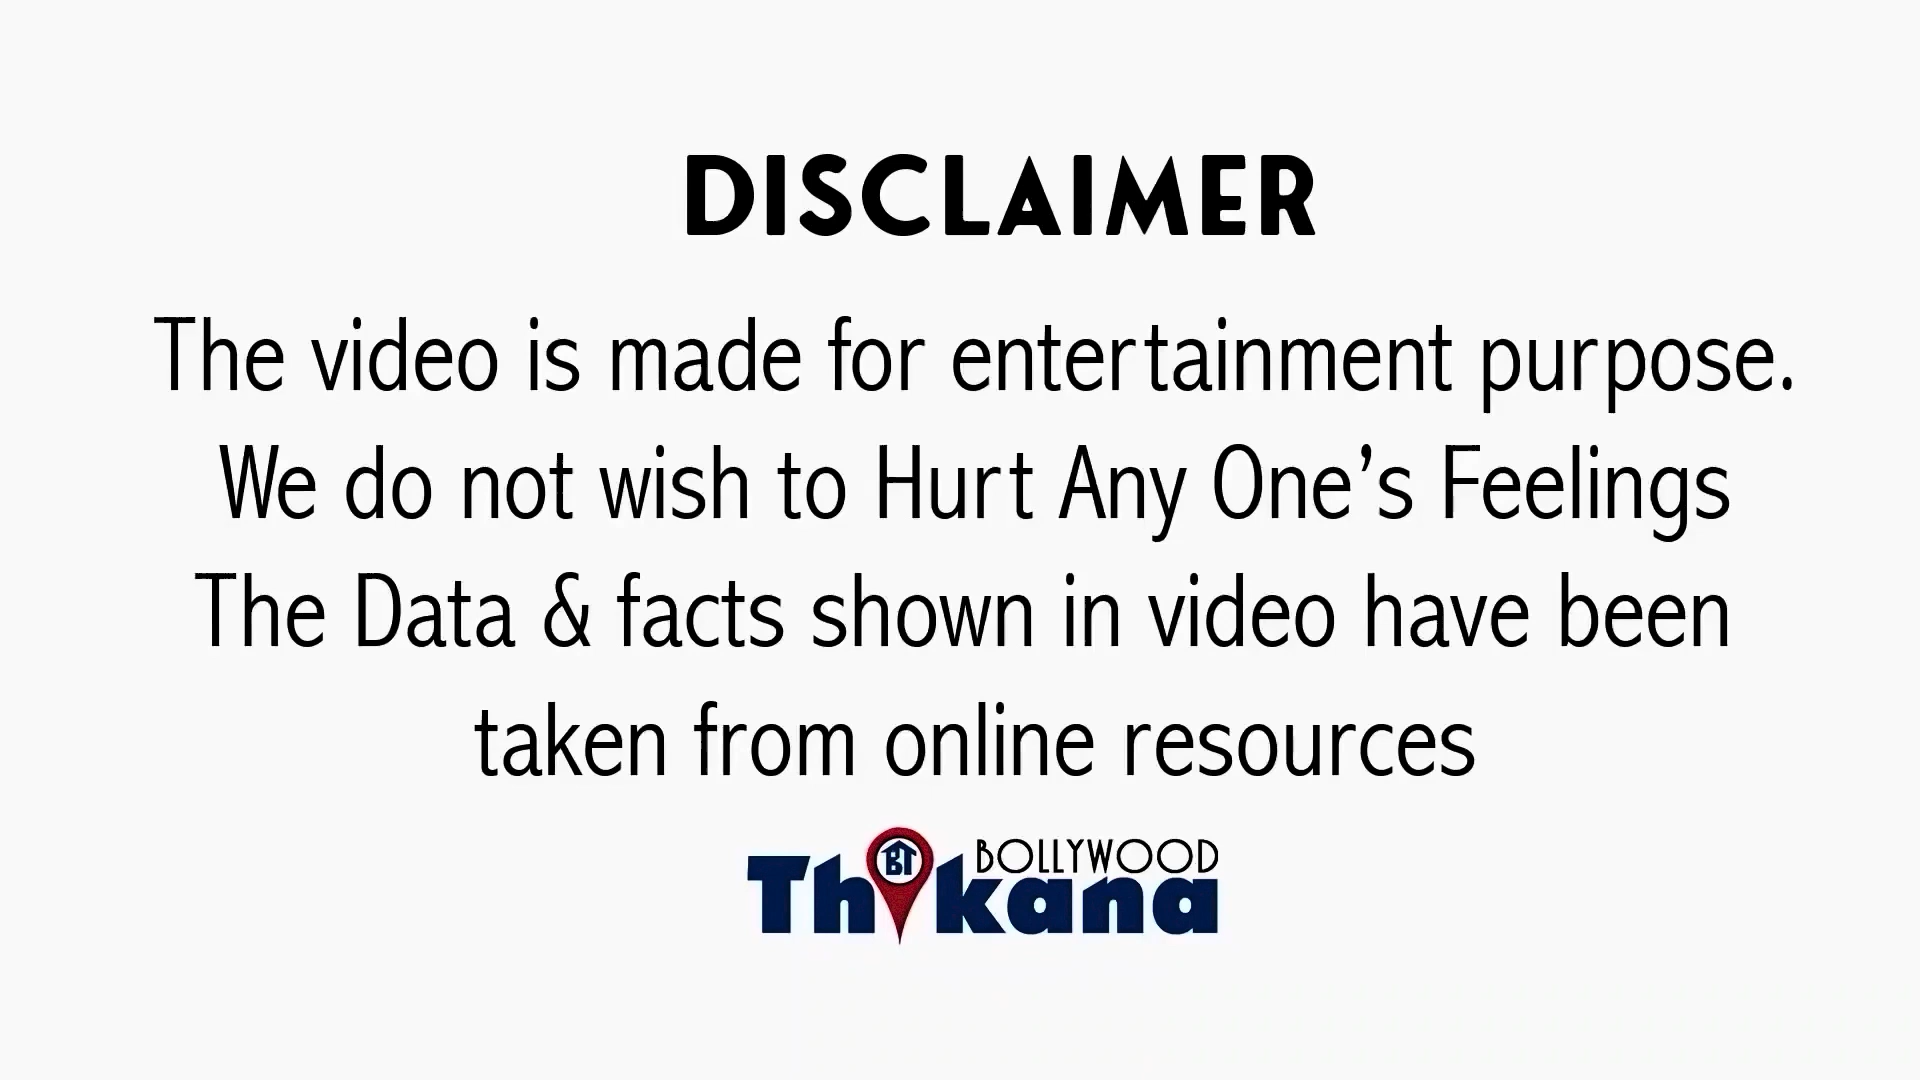 DISCLAIMER
The video is made for entertainment purpose.
We do not wish to Hurt Any One’s Feelings
The Data & facts shown in video have been
taken from online resources
BT
BOLLYWOOD
Thikana